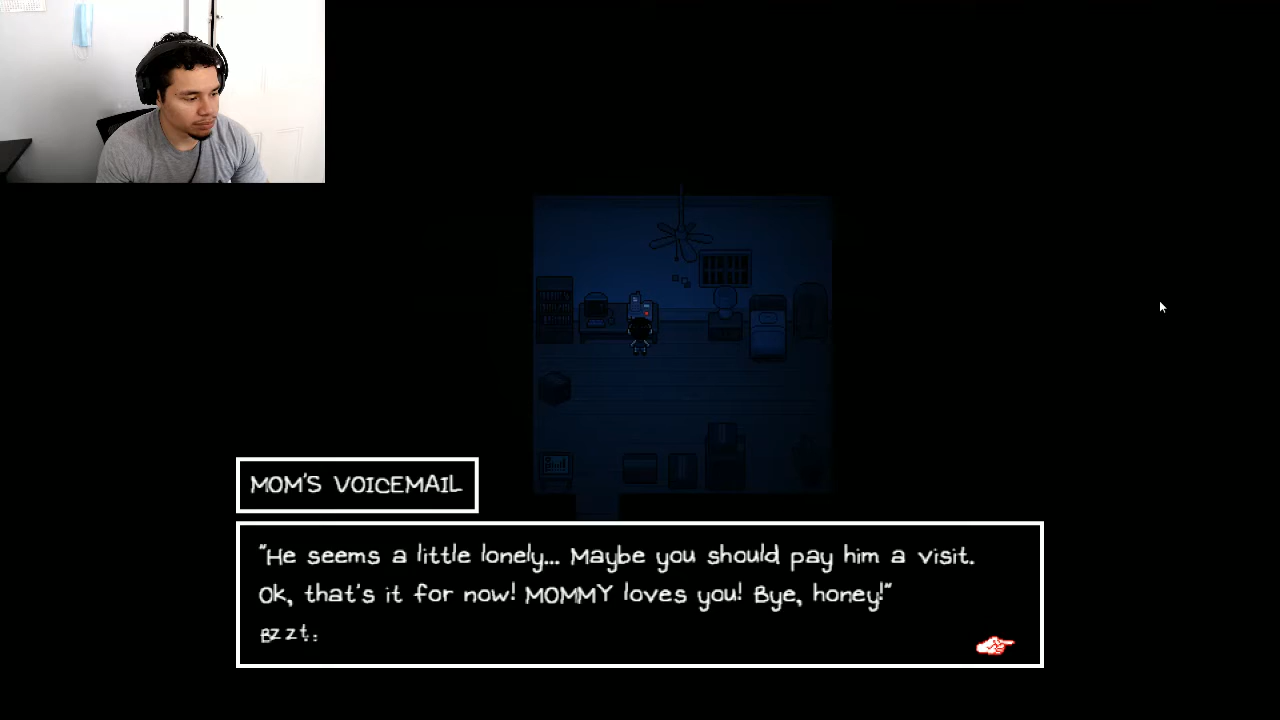 MOM'S VOICEMAIL
"He seems a little lonely... Maybe you should pay him a visit.
Ok, that's it for now! MOMMY loves you! Bye, honey!"
Bzzt.